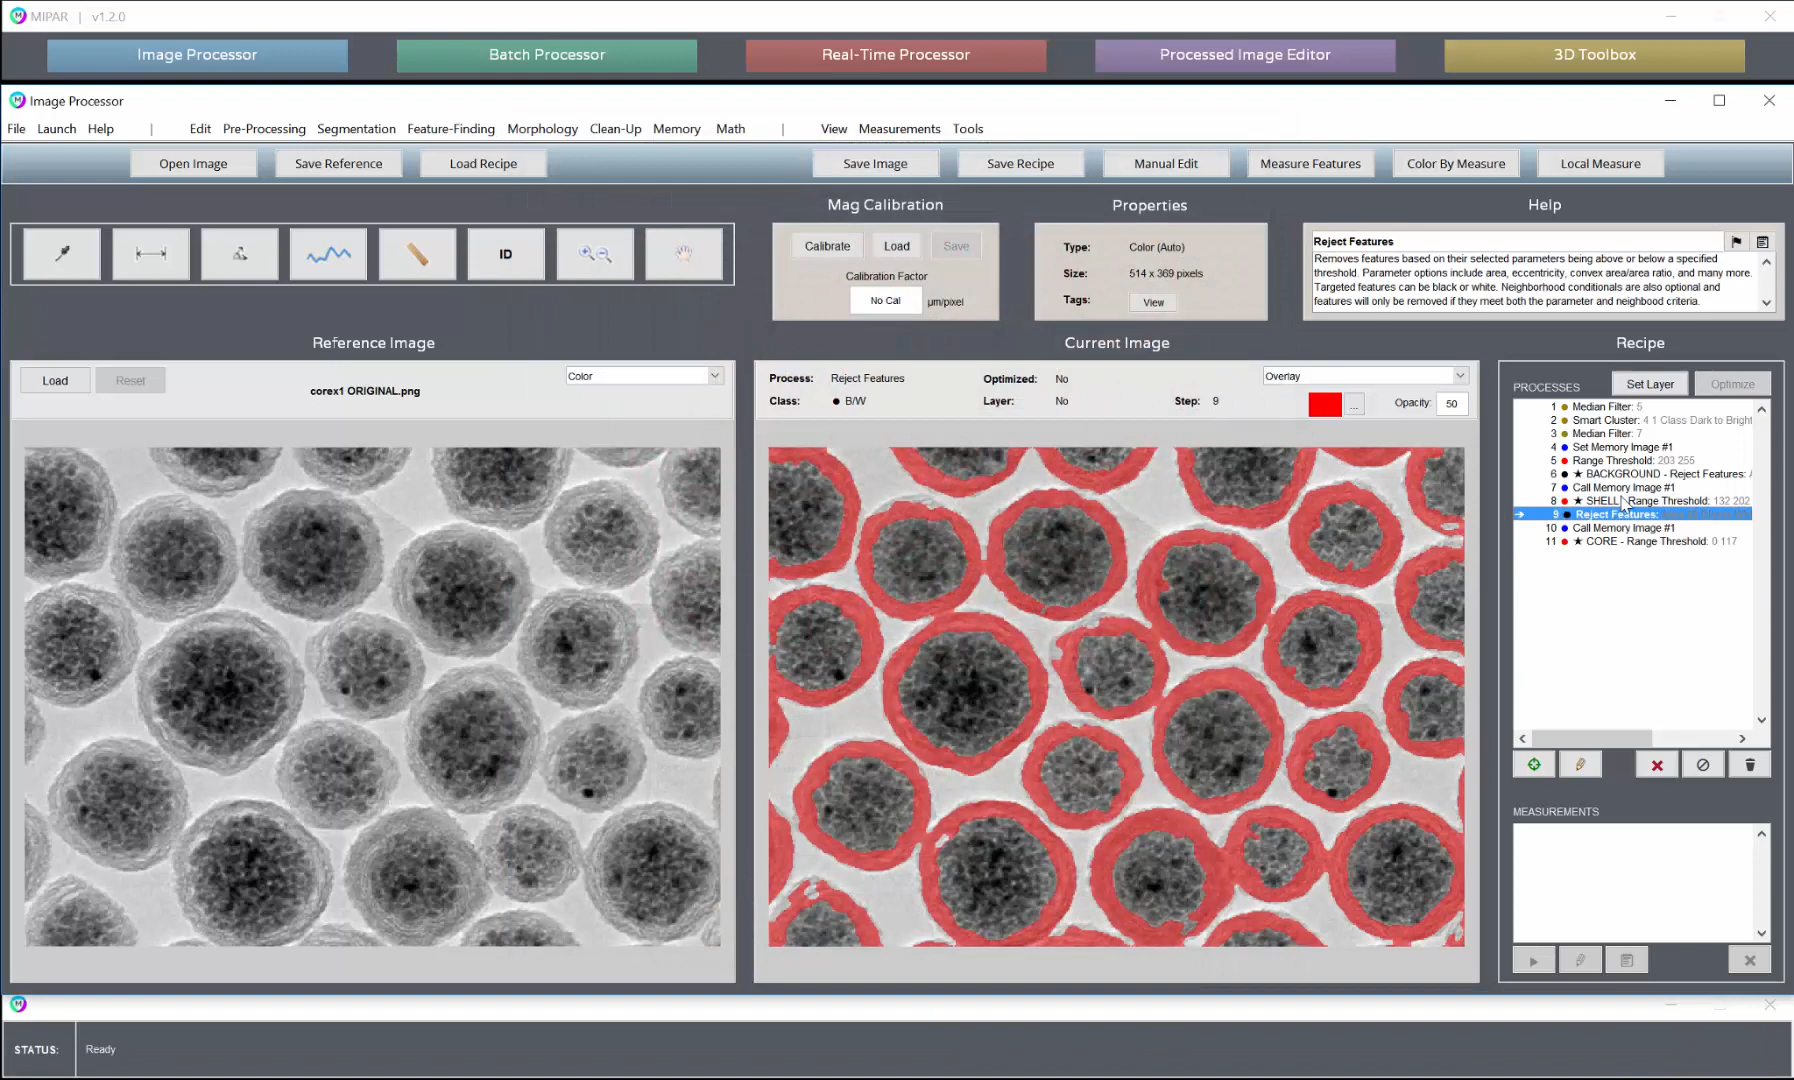 MIPAR | v1.2.0
Image Processor
Batch Processor
Real-Time Processor
Processed Image Editor
3D Toolbox
Image Processor
File Launch Help | Edit Pre-Processing Segmentation Feature-Finding Morphology Clean-Up Memory Math | View Measurements Tools
Open Image
Save Reference
Load Recipe
Save Image
Save Recipe
Manual Edit
Measure Features
Color By Measure
Local Measure
ID
Mag Calibration
Calibrate
Load
Save
Calibration Factor
No Cal
µm/pixel
Properties
Type: Color (Auto)
Size: 514 x 369 pixels
Tags: View
Help
Reject Features
Removes features based on their selected parameters being above or below a specified
threshold. Parameter options include area, eccentricity, convex area/area ratio, and many more.
Targeted features can be black or white. Neighborhood conditionals are also optional and
features will only be removed if they meet both the parameter and neighbood criteria.
Reference Image
Load
Reset
corex1 ORIGINAL.png
Color
Current Image
Process: Reject Features
Optimized: No
Overlay
Class: B/W
Layer: No
Step: 9
...
Opacity: 50
Recipe
PROCESSES
Set Layer
Optimize
1 Median Filter: 5
2 Smart Cluster: 4 1 Class Dark to Bright
3 Median Filter: 7
4 Set Memory Image #1
5 Range Threshold: 203 255
6 ★ BACKGROUND - Reject Features:
7 Call Memory Image #1
8 ★ SHELL Range Threshold: 132 202
9 Reject Features:
10 Call Memory Image #1
11 ★ CORE - Range Threshold: 0 117
MEASUREMENTS
STATUS: Ready